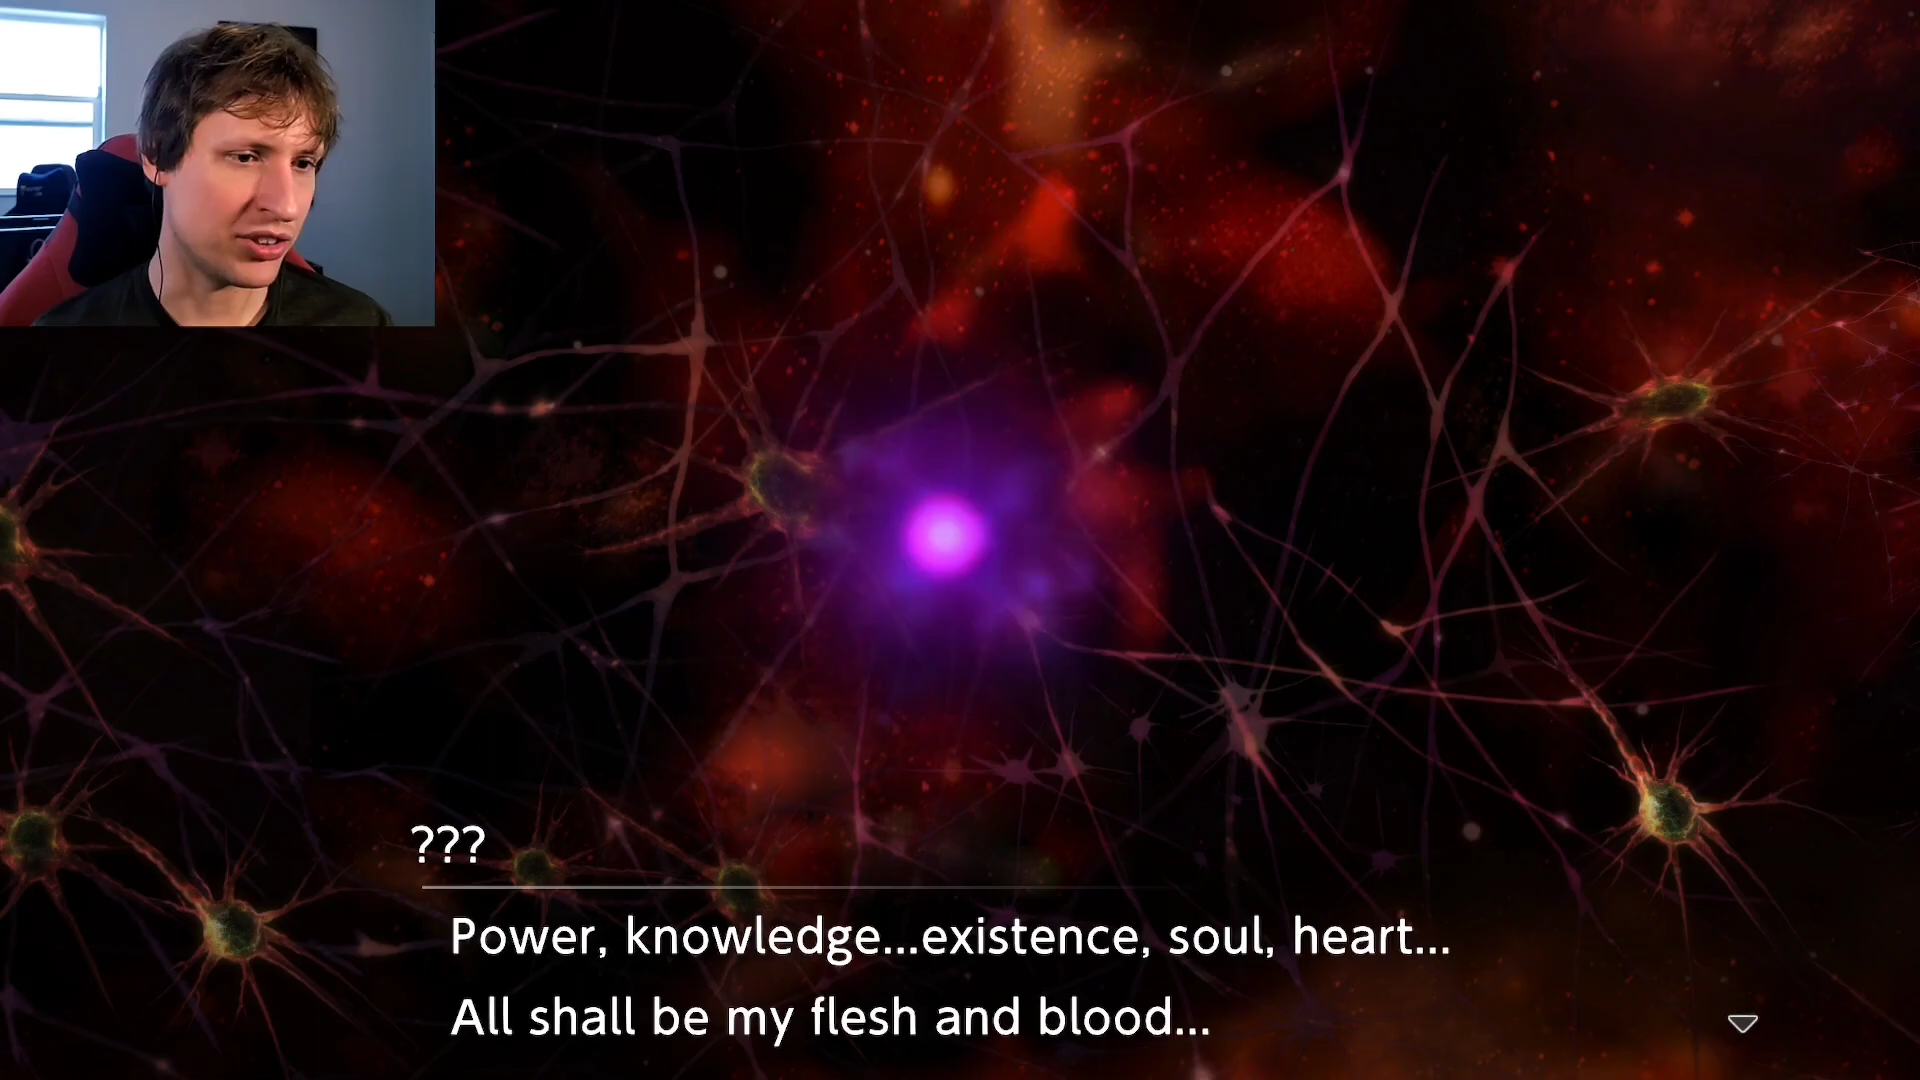 ???
Power, knowledge...existence, soul, heart...
All shall be my flesh and blood...